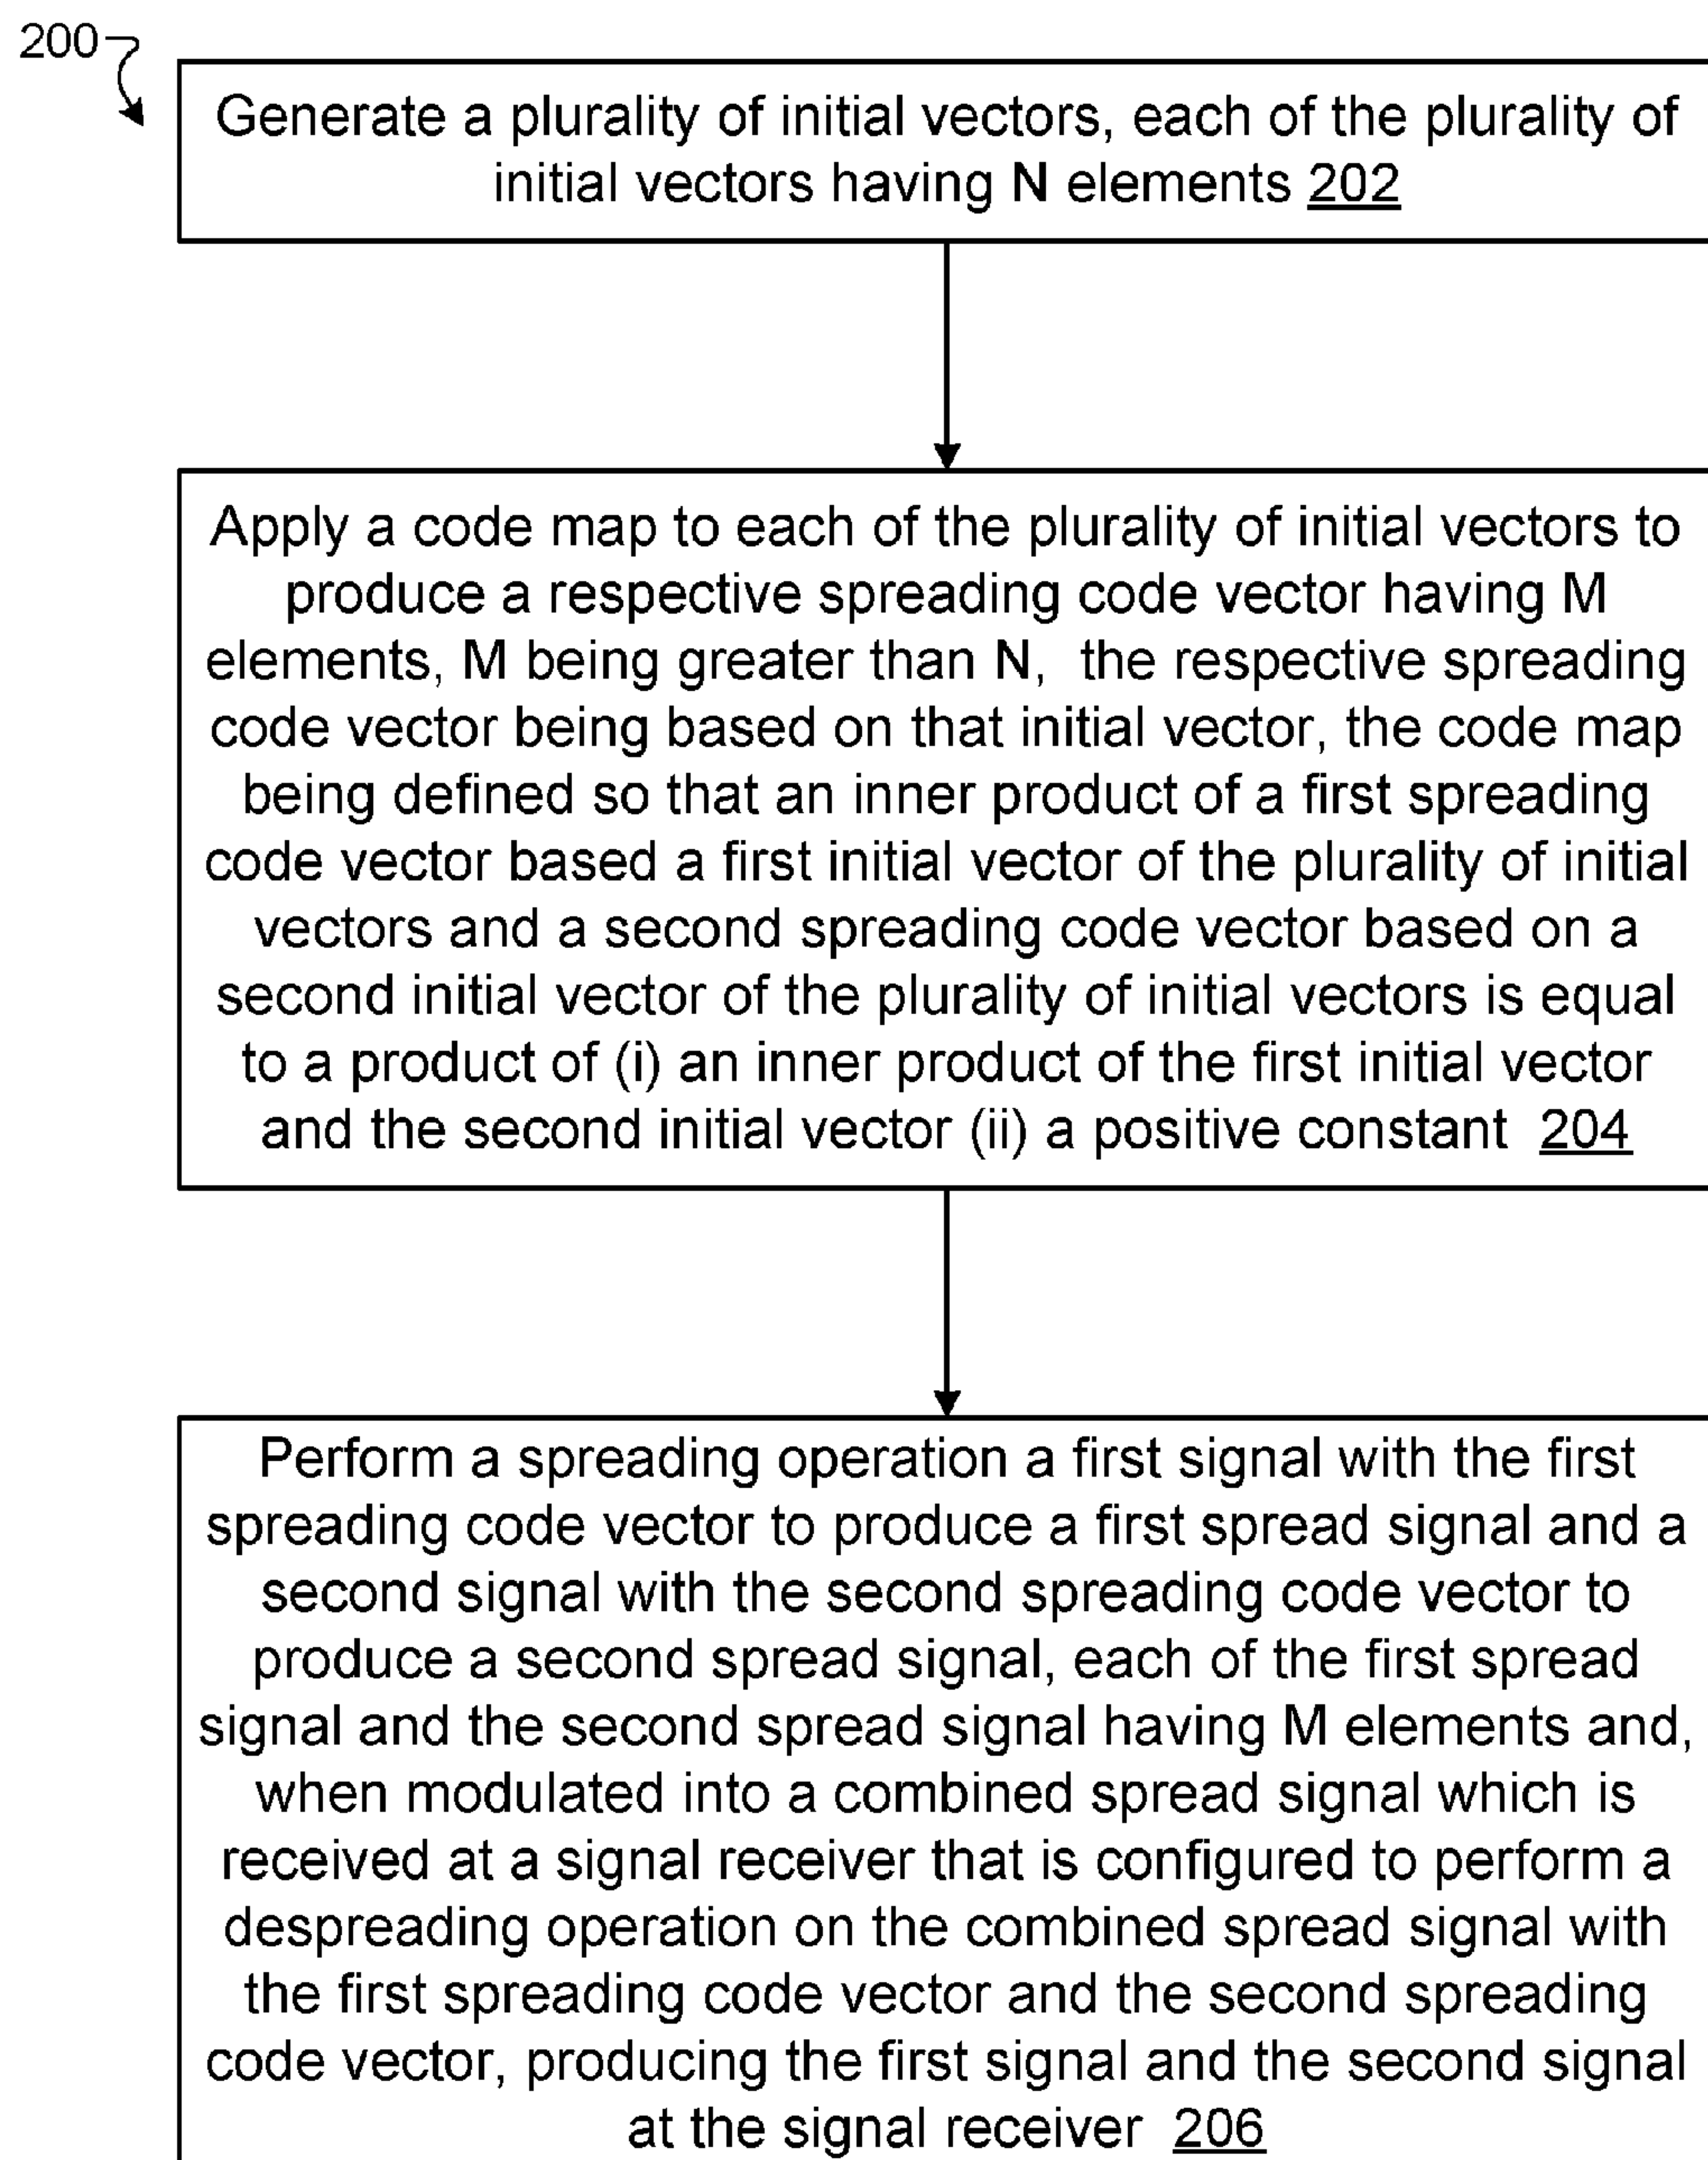 200
Generate a plurality of initial vectors, each of the plurality of
initial vectors having N elements 202
Apply a code map to each of the plurality of initial vectors to
produce a respective spreading code vector having M
elements, M being greater than N, the respective spreading
code vector being based on that initial vector, the code map
being defined so that an inner product of a first spreading
code vector based a first initial vector of the plurality of initial
vectors and a second spreading code vector based on a
second initial vector of the plurality of initial vectors is equal
to a product of (i) an inner product of the first initial vector
and the second initial vector (ii) a positive constant 204
Perform a spreading operation a first signal with the first
spreading code vector to produce a first spread signal and a
second signal with the second spreading code vector to
produce a second spread signal, each of the first spread
signal and the second spread signal having M elements and,
when modulated into a combined spread signal which is
received at a signal receiver that is configured to perform a
despreading operation on the combined spread signal with
the first spreading code vector and the second spreading
code vector, producing the first signal and the second signal
at the signal receiver 206